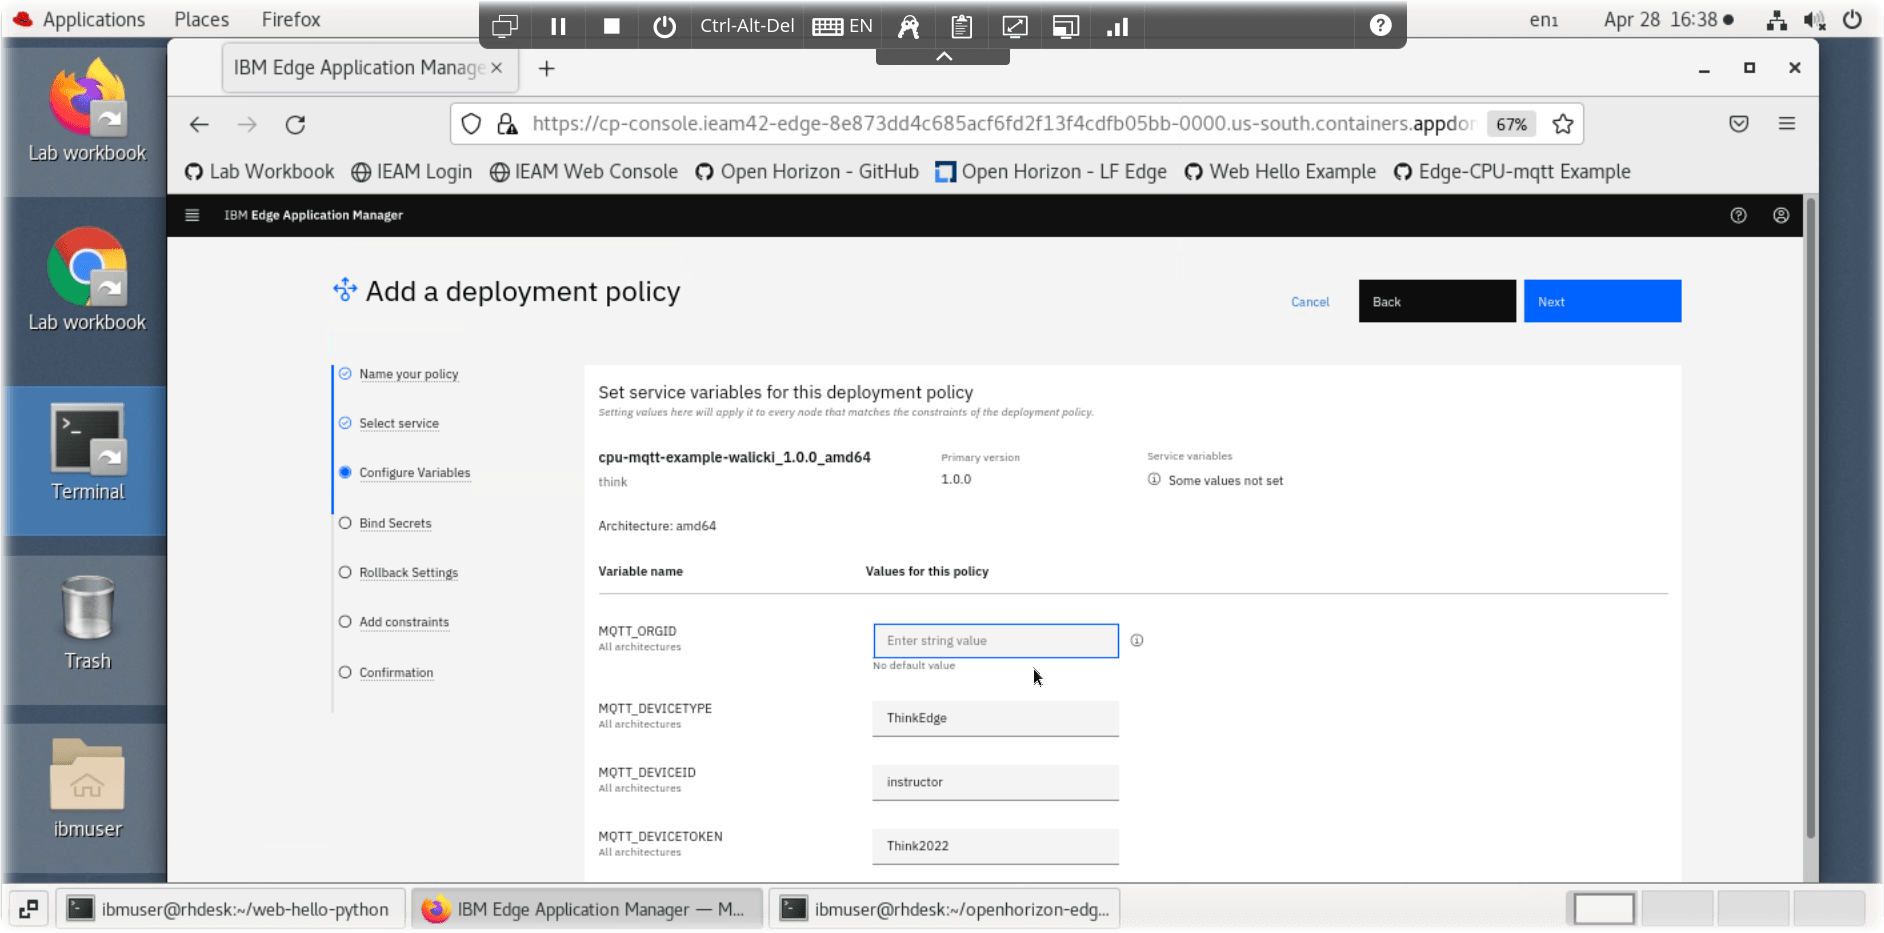 Applications Places Firefox
Ctrl-Alt-Del EN
en1 Apr 28 16:38
IBM Edge Application Manage
https://cp-console.ieam42-edge-8e873dd4c685acf6fd2f13f4cdfb05bb-0000.us-south.containers.appdor 67%
Lab Workbook IEAM Login IEAM Web Console Open Horizon - GitHub Open Horizon - LF Edge Web Hello Example Edge-CPU-mqtt Example
Lab workbook
Lab workbook
Terminal
Trash
ibmuser
IBM Edge Application Manager
Add a deployment policy
Cancel Back Next
Name your policy
Select service
Configure Variables
Bind Secrets
Rollback Settings
Add constraints
Confirmation
Set service variables for this deployment policy
Setting values here will apply it to every node that matches the constraints of the deployment policy.
cpu-mqtt-example-walicki_1.0.0_amd64
think
Primary version
1.0.0
Service variables
Some values not set
Architecture: amd64
Variable name Values for this policy
MQTT_ORGID
All architectures
Enter string value
No default value
MQTT_DEVICETYPE
All architectures
ThinkEdge
MQTT_DEVICEID
All architectures
instructor
MQTT_DEVICETOKEN
All architectures
Think2022
ibmuser@rhdesk:~/web-hello-python IBM Edge Application Manager — M... ibmuser@rhdesk:~/openhorizon-edg...